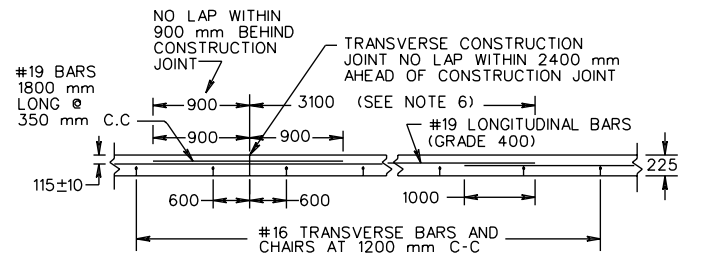 NO LAP WITHIN
900 mm BEHIND
CONSTRUCTION
JOINT
TRANSVERSE CONSTRUCTION
JOINT NO LAP WITHIN 2400 mm
AHEAD OF CONSTRUCTION JOINT
#19 BARS
1800 mm
LONG @
350 mm C.C
900
3100 (SEE NOTE 6)
900
900
#19 LONGITUDINAL BARS
(GRADE 400)
225
115±10
600
600
1000
#16 TRANSVERSE BARS AND
CHAIRS AT 1200 mm C-C